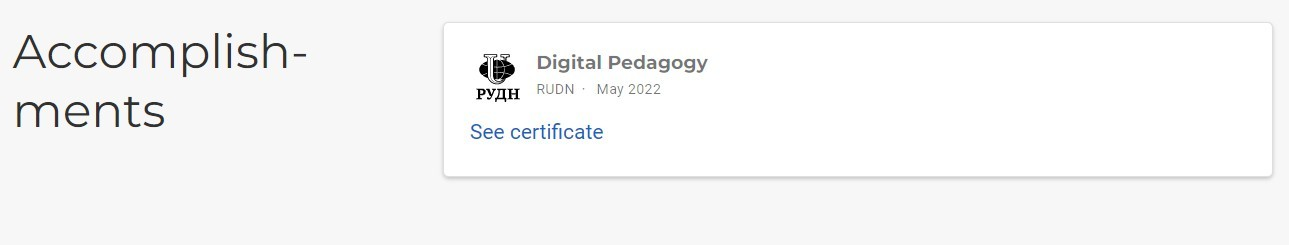 Accomplish-
ments
Digital Pedagogy
РУДН
RUDN · May 2022
See certificate